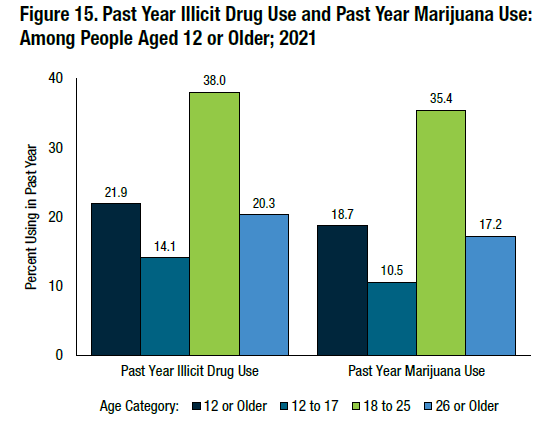 Figure 15. Past Year Illicit Drug Use and Past Year Marijuana Use:
Among People Aged 12 or Older; 2021
Percent Using in Past Year
40
30
20
10
0
21.9
14.1
38.0
20.3
18.7
10.5
35.4
17.2
Past Year Illicit Drug Use
Past Year Marijuana Use
Age Category: 12 or Older 12 to 17 18 to 25 26 or Older